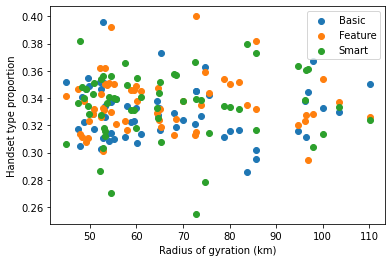 0.40
0.38
0.36
0.34
0.32
0.30
0.28
0.26
Handset type proportion
Basic
Feature
Smart
50 60 70 80 90 100 110
Radius of gyration (km)